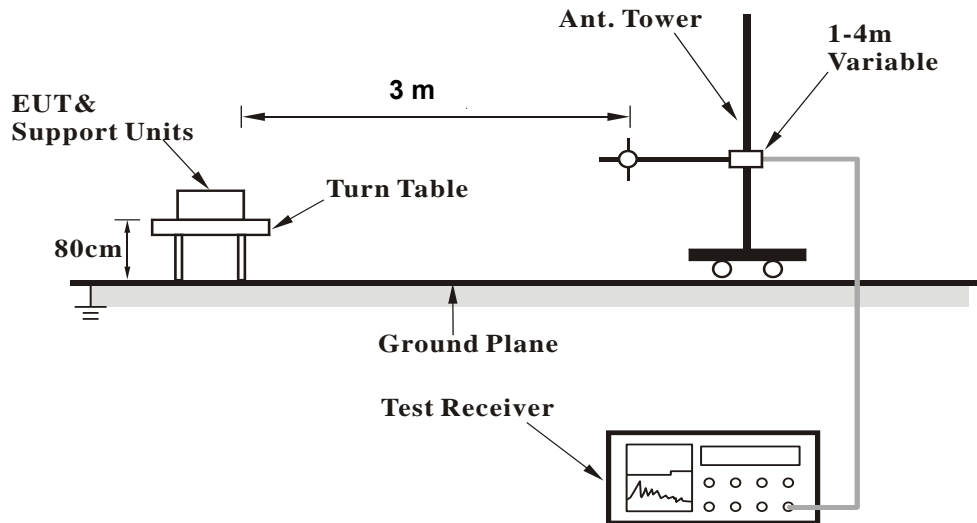 Ant. Tower
1-4m
Variable
3 m
EUT&
Support Units
Turn Table
80cm
Ground Plane
Test Receiver